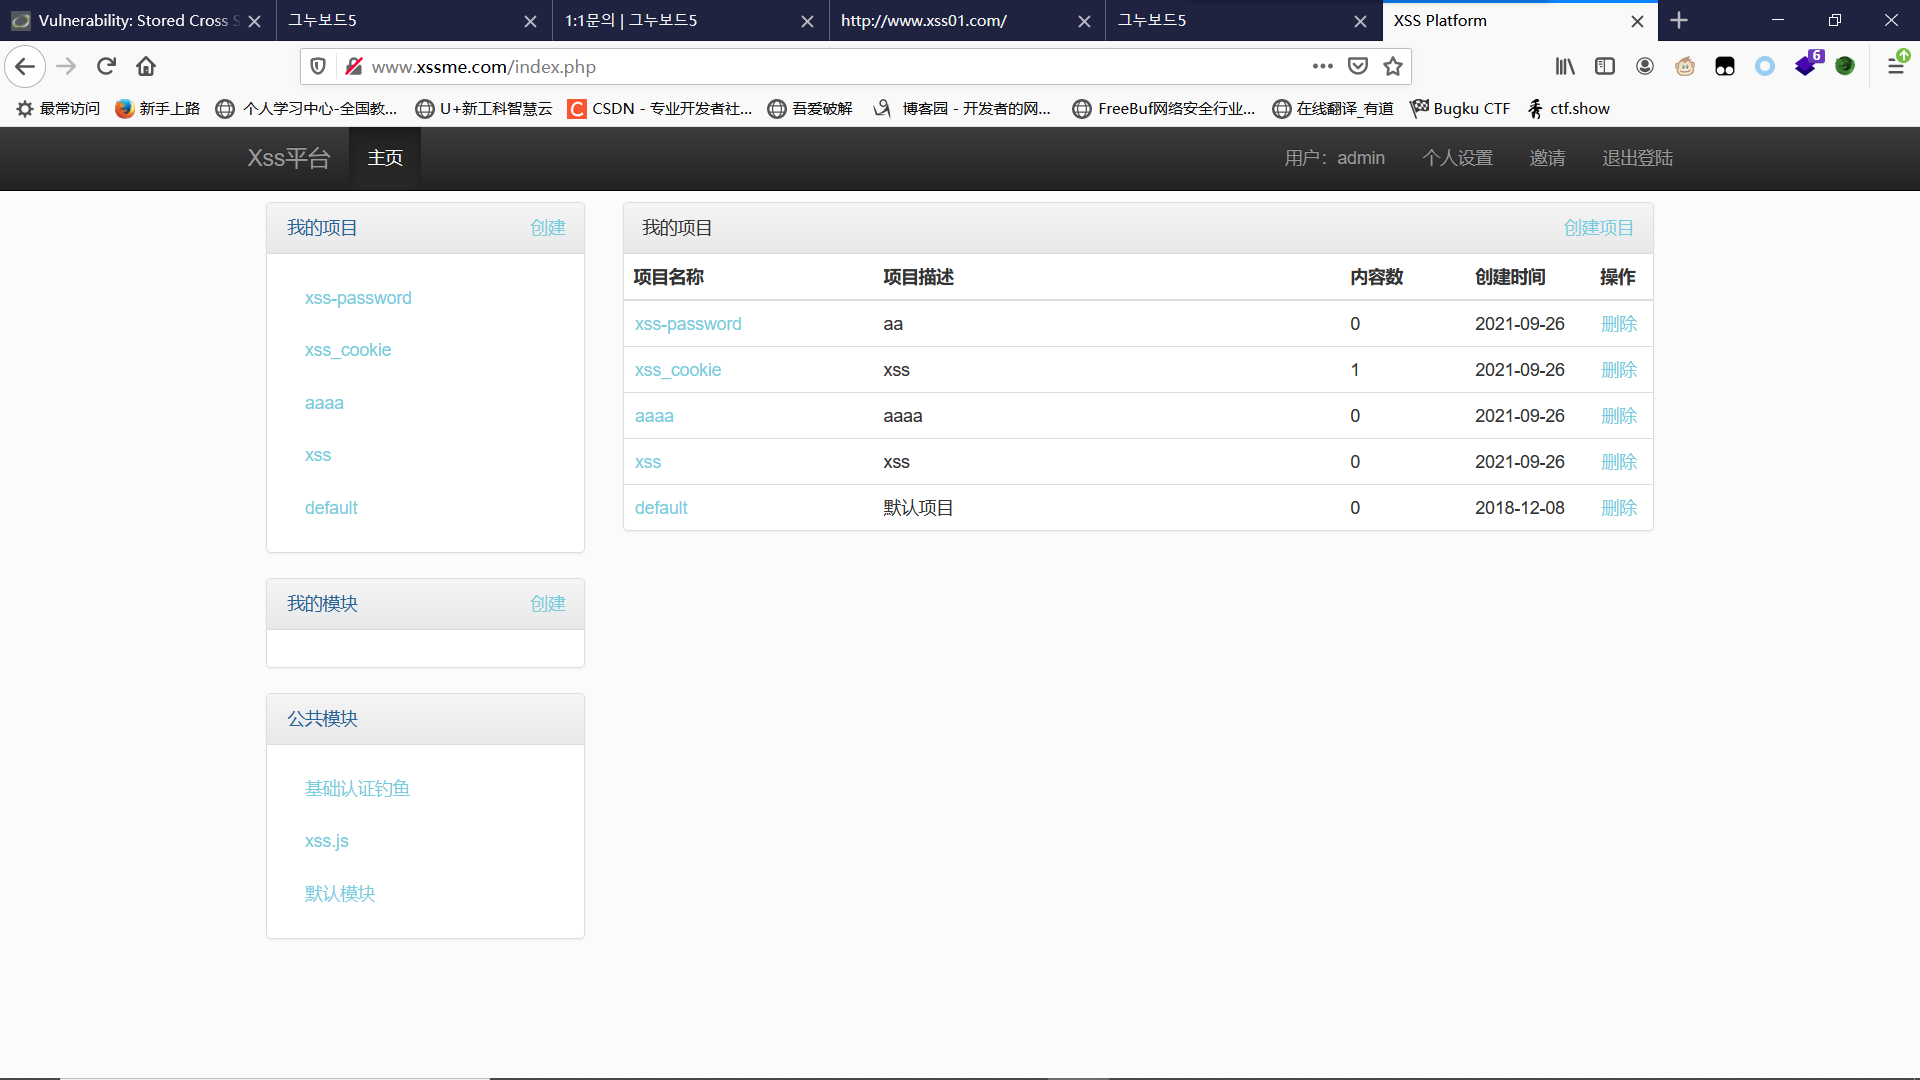 Vulnerability: Stored Cross S
그누보드5
1:1문의 | 그누보드5
http://www.xss01.com/
그누보드5
XSS Platform
www.xssme.com/index.php
6
最常访问
新手上路
个人学习中心-全国教...
U+新工科智慧云
C
CSDN - 专业开发者社...
吾爱破解
博客园 - 开发者的网...
FreeBuf网络安全行业...
在线翻译_有道
Bugku CTF
ctf.show
Xss平台
主页
用户：admin
个人设置
邀请
退出登陆
我的项目 创建
xss-password
xss_cookie
aaaa
xss
default
我的模块 创建
公共模块
基础认证钓鱼
xss.js
默认模块
我的项目 创建项目
项目名称 项目描述 内容数 创建时间 操作
xss-password aa 0 2021-09-26 删除
xss_cookie xss 1 2021-09-26 删除
aaaa aaaa 0 2021-09-26 删除
xss xss 0 2021-09-26 删除
default 默认项目 0 2018-12-08 删除